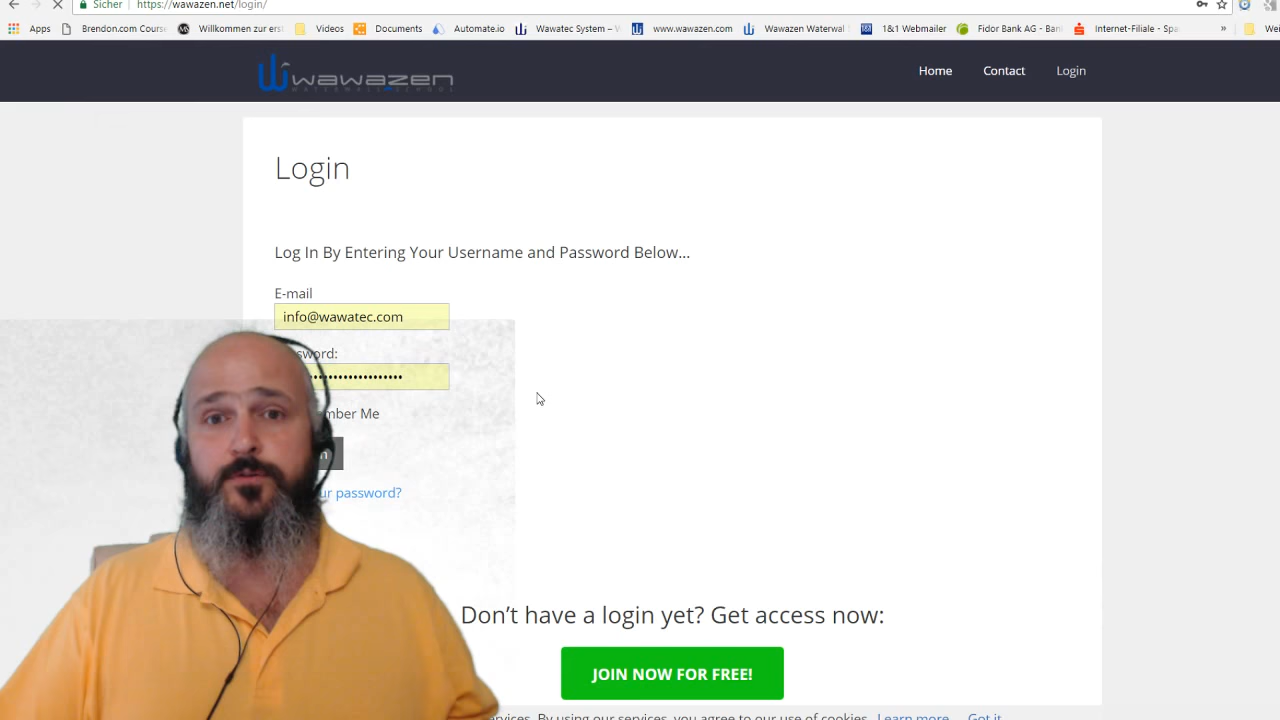 Sicher https://wawazen.net/login/
Apps Brendon.com Course Willkommen zur ers Videos Documents Automate.io Wawatec System – W www.wawazen.com Wawazen Waterwal 1&1 Webmailer Fidor Bank AG - Ban Internet-Filiale - Spa » We
wawazen Home Contact Login
WATERWALL SCHOOL
Login
Log In By Entering Your Username and Password Below...
E-mail
info@wawatec.com
sword:
mber Me
n
ur password?
Don't have a login yet? Get access now:
JOIN NOW FOR FREE!
ervices. By using our services, you agree to our use of cookies. Learn more. Got it